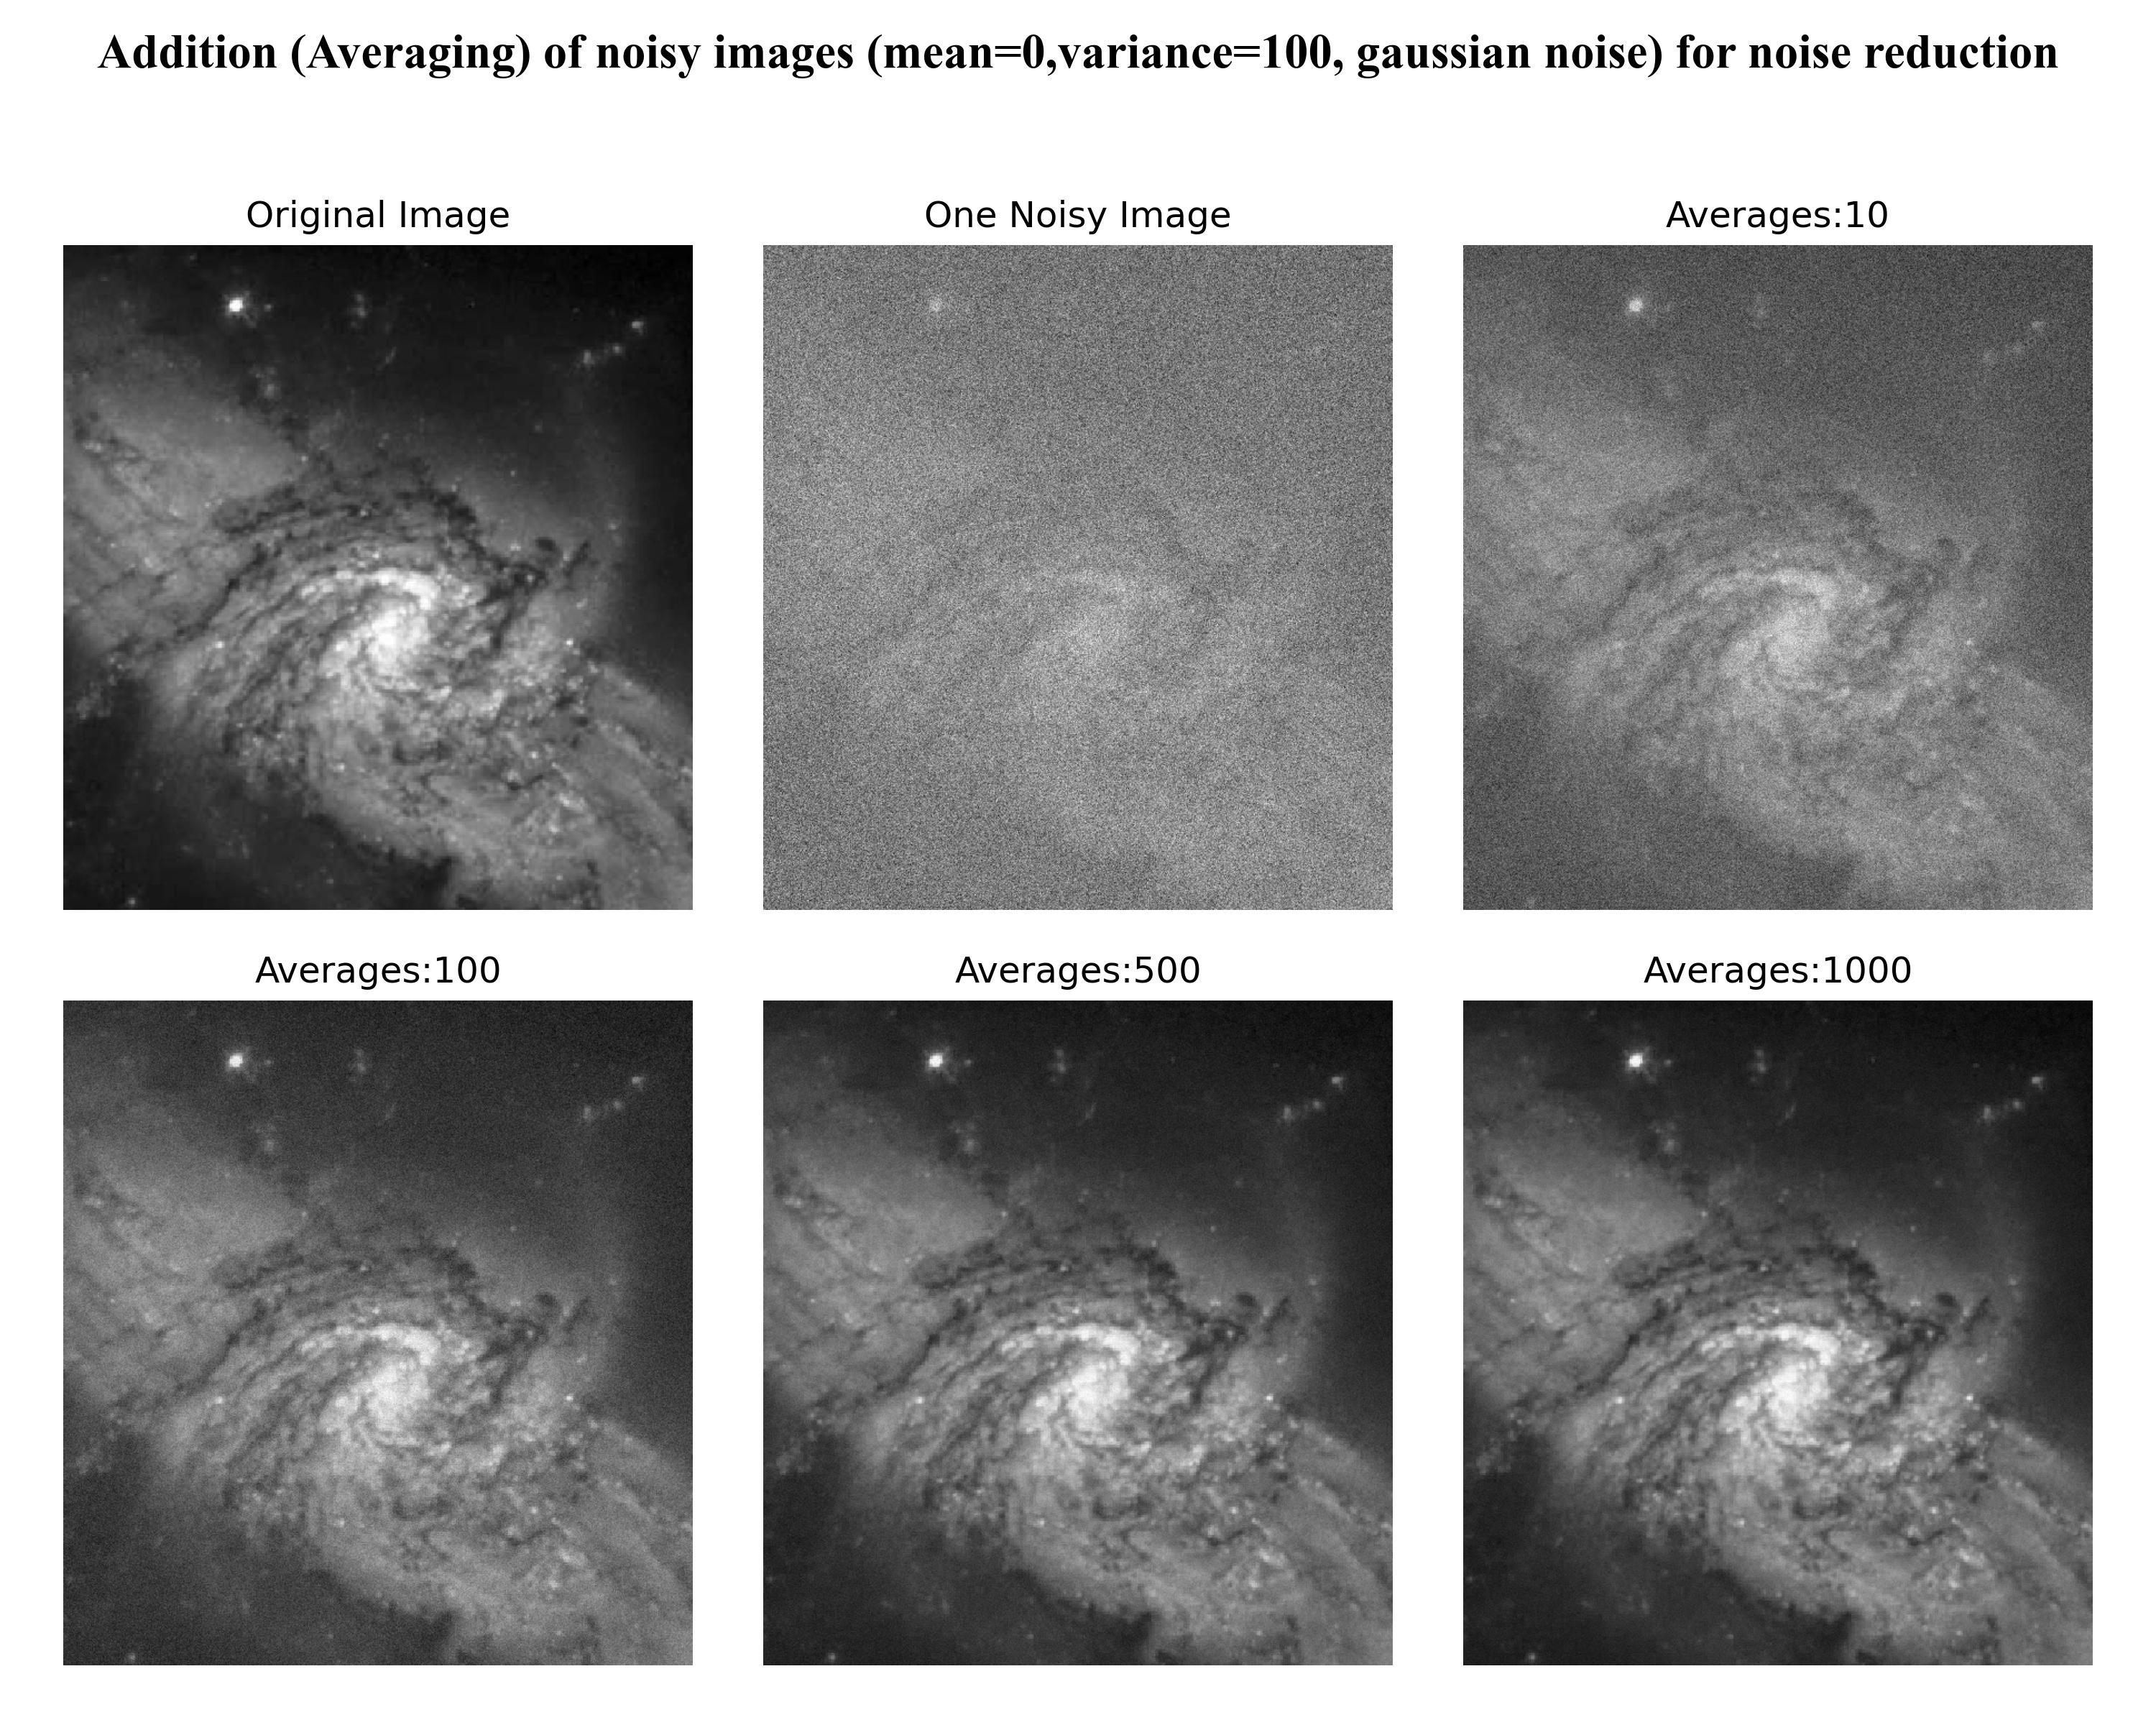 Addition (Averaging) of noisy images (mean=0,variance=100, gaussian noise) for noise reduction
Original Image
One Noisy Image
Averages:10
Averages:100
Averages:500
Averages:1000